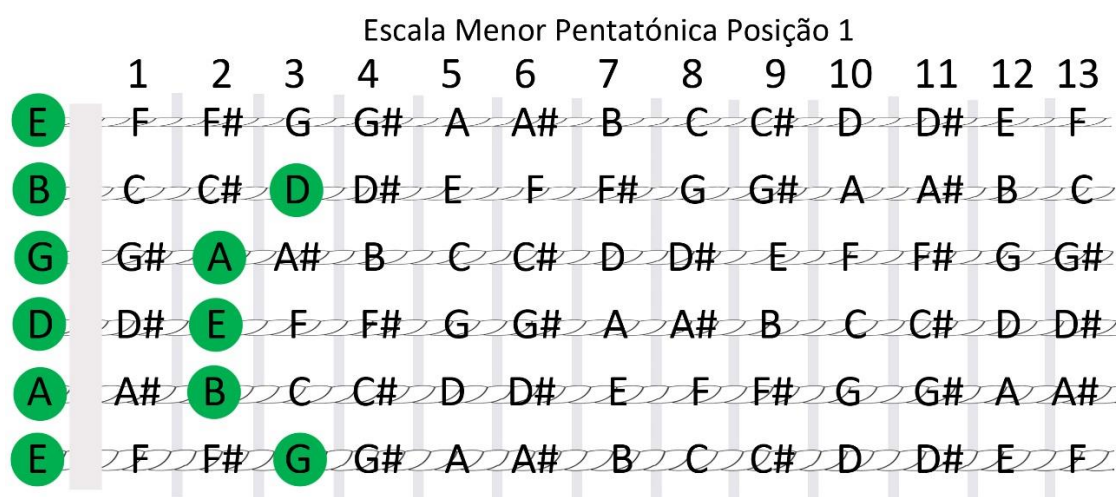 Escala Menor Pentatónica Posição 1
1 2 3 4 5 6 7 8 9 10 11 12 13
E F F# G G# A A# B C C# D D# E F
B C C# D D# E F F# G G# A A# B C
G G# A A# B C C# D D# E F F# G G#
D D# E F F# G G# A A# B C C# D D#
A A# B C C# D D# E F F# G G# A A#
E F F# G G# A A# B C C# D D# E F